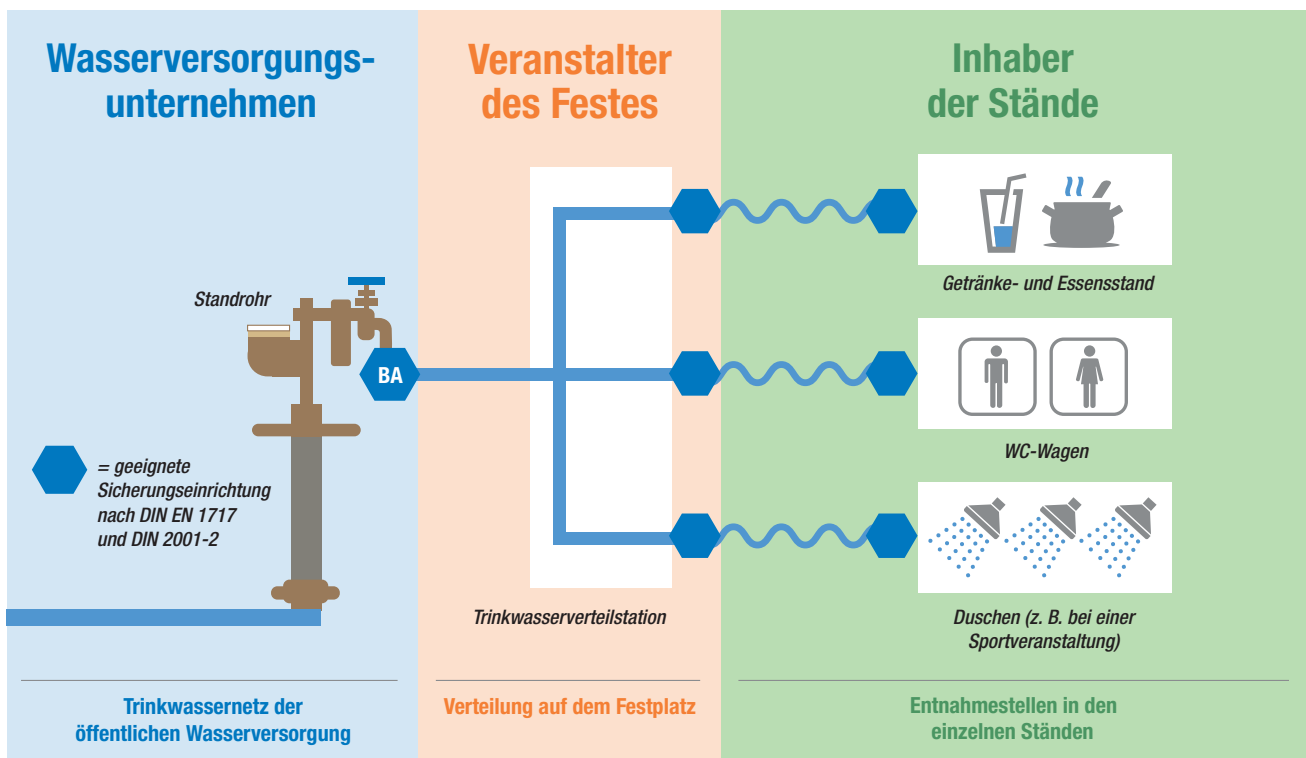 Wasserversorgungs-
unternehmen
Standrohr
BA
= geeignete
Sicherungseinrichtung
nach DIN EN 1717
und DIN 2001-2
Trinkwassernetz der
öffentlichen Wasserversorgung
Veranstalter
des Festes
Trinkwasserverteilstation
Verteilung auf dem Festplatz
Inhaber
der Stände
Getränke- und Essensstand
WC-Wagen
Duschen (z. B. bei einer
Sportveranstaltung)
Entnahmestellen in den
einzelnen Ständen